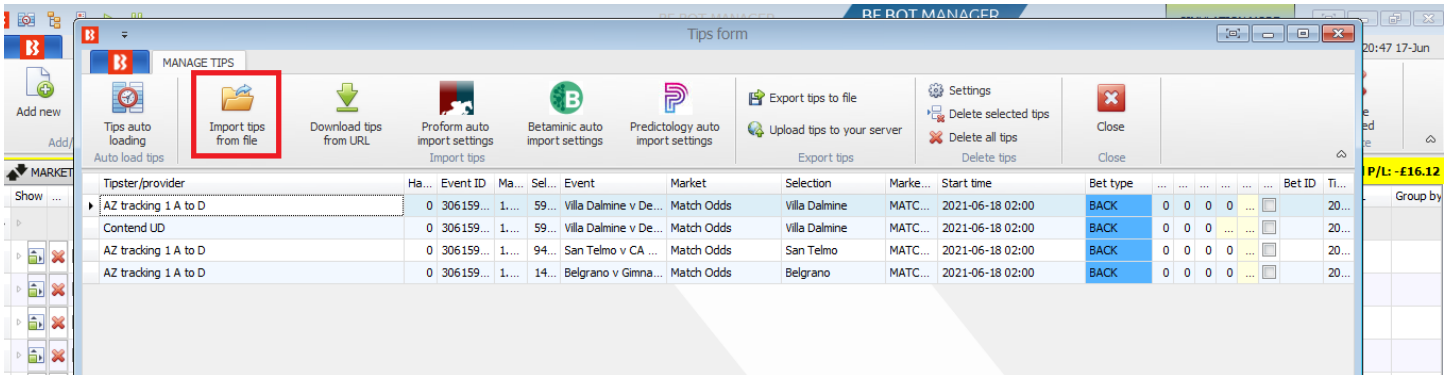 BF BOT MANAGER
Tips form
20:47 17-Jun
MANAGE TIPS
Add new
Tips auto
loading
Import tips
from file
Download tips
from URL
Proform auto
import settings
Betaminic auto
import settings
Predictology auto
import settings
Export tips to file
Upload tips to your server
Settings
Delete selected tips
Delete all tips
Close
Auto load tips
Import tips
Export tips
Delete tips
Close
MARKET
P/L: -£16.12
Show ...
Group by
Tipster/provider Ha... Event ID Ma... Sel... Event Market Selection Marke... Start time Bet type ... ... ... ... ... ... Bet ID Ti...
AZ tracking 1 A to D 0 306159... 1.... 59... Villa Dalmine v De... Match Odds Villa Dalmine MATC... 2021-06-18 02:00 BACK 0 0 0 0 ... 20...
Contend UD 0 306159... 1.... 59... Villa Dalmine v De... Match Odds Villa Dalmine MATC... 2021-06-18 02:00 BACK 0 0 ... ... ... 20...
AZ tracking 1 A to D 0 306159... 1.... 94... San Telmo v CA ... Match Odds San Telmo MATC... 2021-06-18 02:00 BACK 0 0 0 0 ... 20...
AZ tracking 1 A to D 0 306159... 1.... 14... Belgrano v Gimna... Match Odds Belgrano MATC... 2021-06-18 02:00 BACK 0 0 0 0 ... 20...